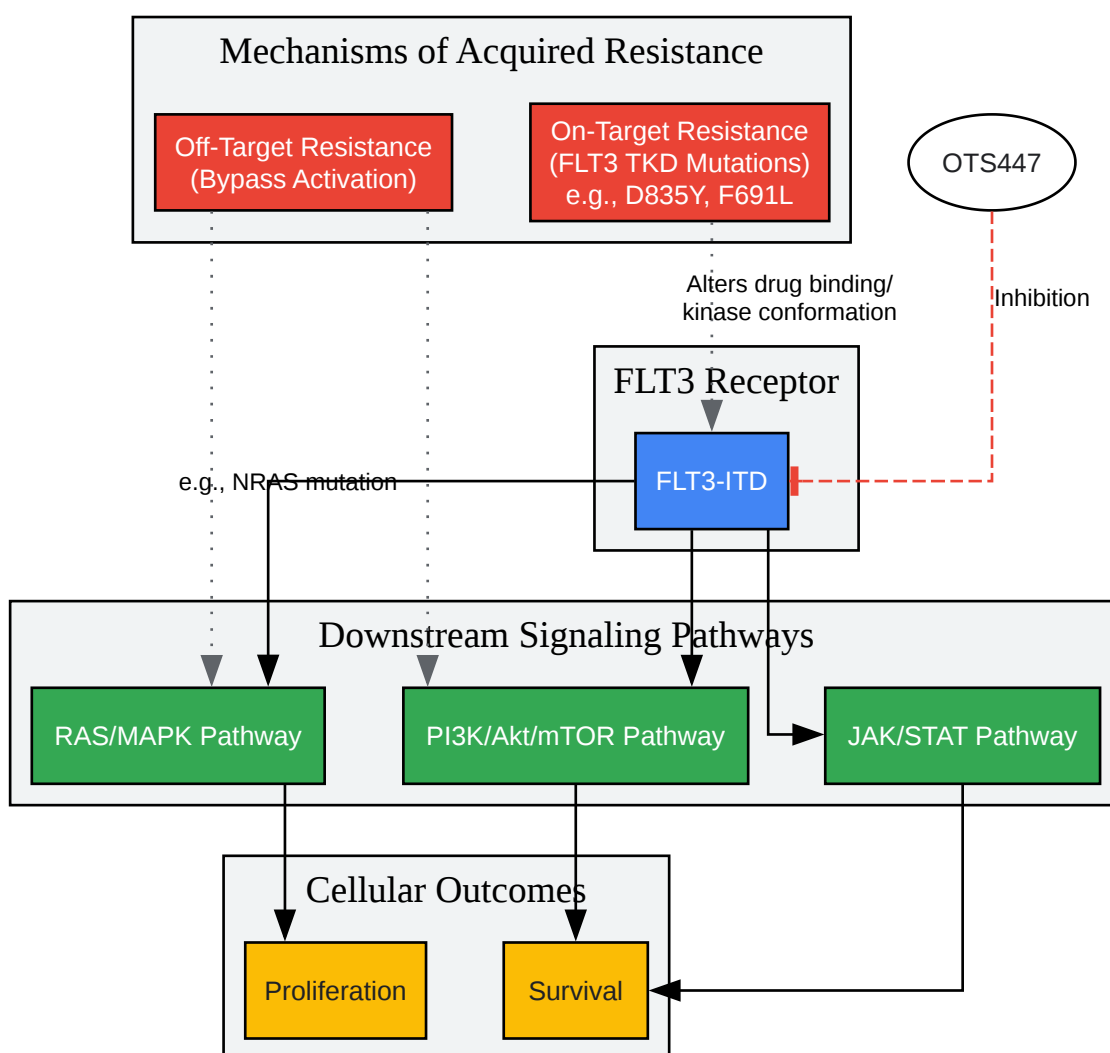 Mechanisms of Acquired Resistance
Off-Target Resistance
(Bypass Activation)
On-Target Resistance
(FLT3 TKD Mutations)
e.g., D835Y, F691L
OTS447
Alters drug binding/
kinase conformation
Inhibition
FLT3 Receptor
FLT3-ITD
e.g., NRAS mutation
Downstream Signaling Pathways
RAS/MAPK Pathway
PI3K/Akt/mTOR Pathway
JAK/STAT Pathway
Cellular Outcomes
Proliferation
Survival